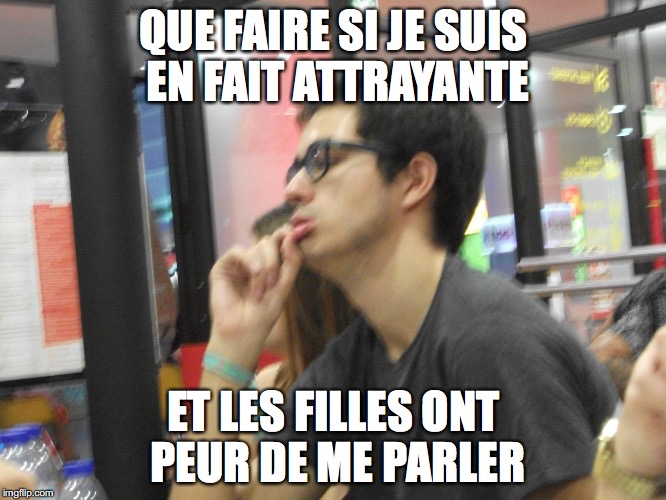 QUE FAIRE SI JE SUIS
EN FAIT ATTRAYANTE
ET LES FILLES ONT
PEUR DE ME PARLER
imgflip.com